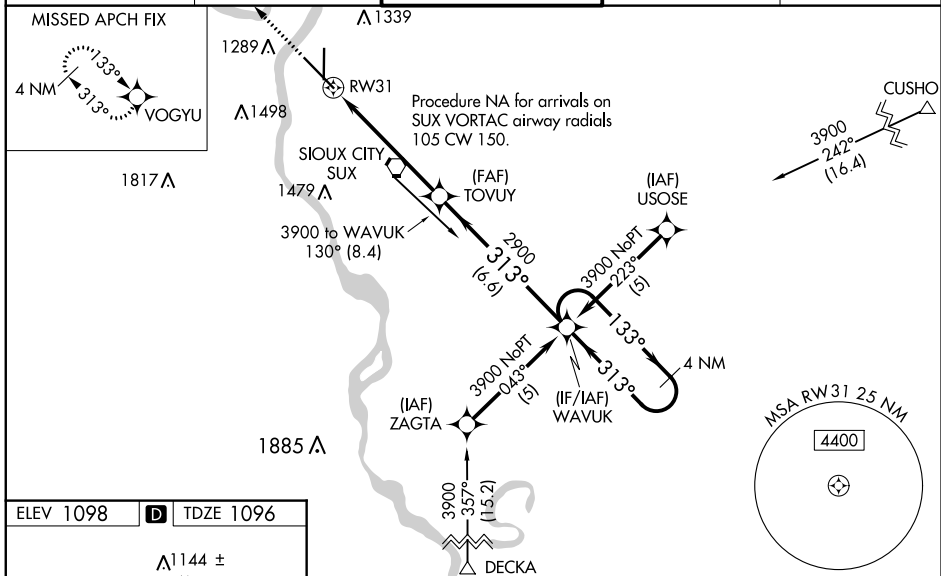 MISSED APCH FIX
133°
4 NM
313°
VOGYU
1339
1289
RW31
1498
Procedure NA for arrivals on
SUX VORTAC airway radials
105 CW 150.
CUSHO
3900
242°
(16.4)
SIOUX CITY
SUX
1817
1479
(FAF)
TOVUY
(IAF)
USOSE
3900 to WAVUK
130° (8.4)
2900
313°
(6.6)
3900 NoPT
223°
(5)
133°
4 NM
313°
3900 NoPT
043°
(5)
(IF/IAF)
WAVUK
(IAF)
ZAGTA
MSA RW31 25 NM
4400
1885
3900
357°
(15.2)
DECKA
ELEV 1098
D
TDZE 1096
1144 ±